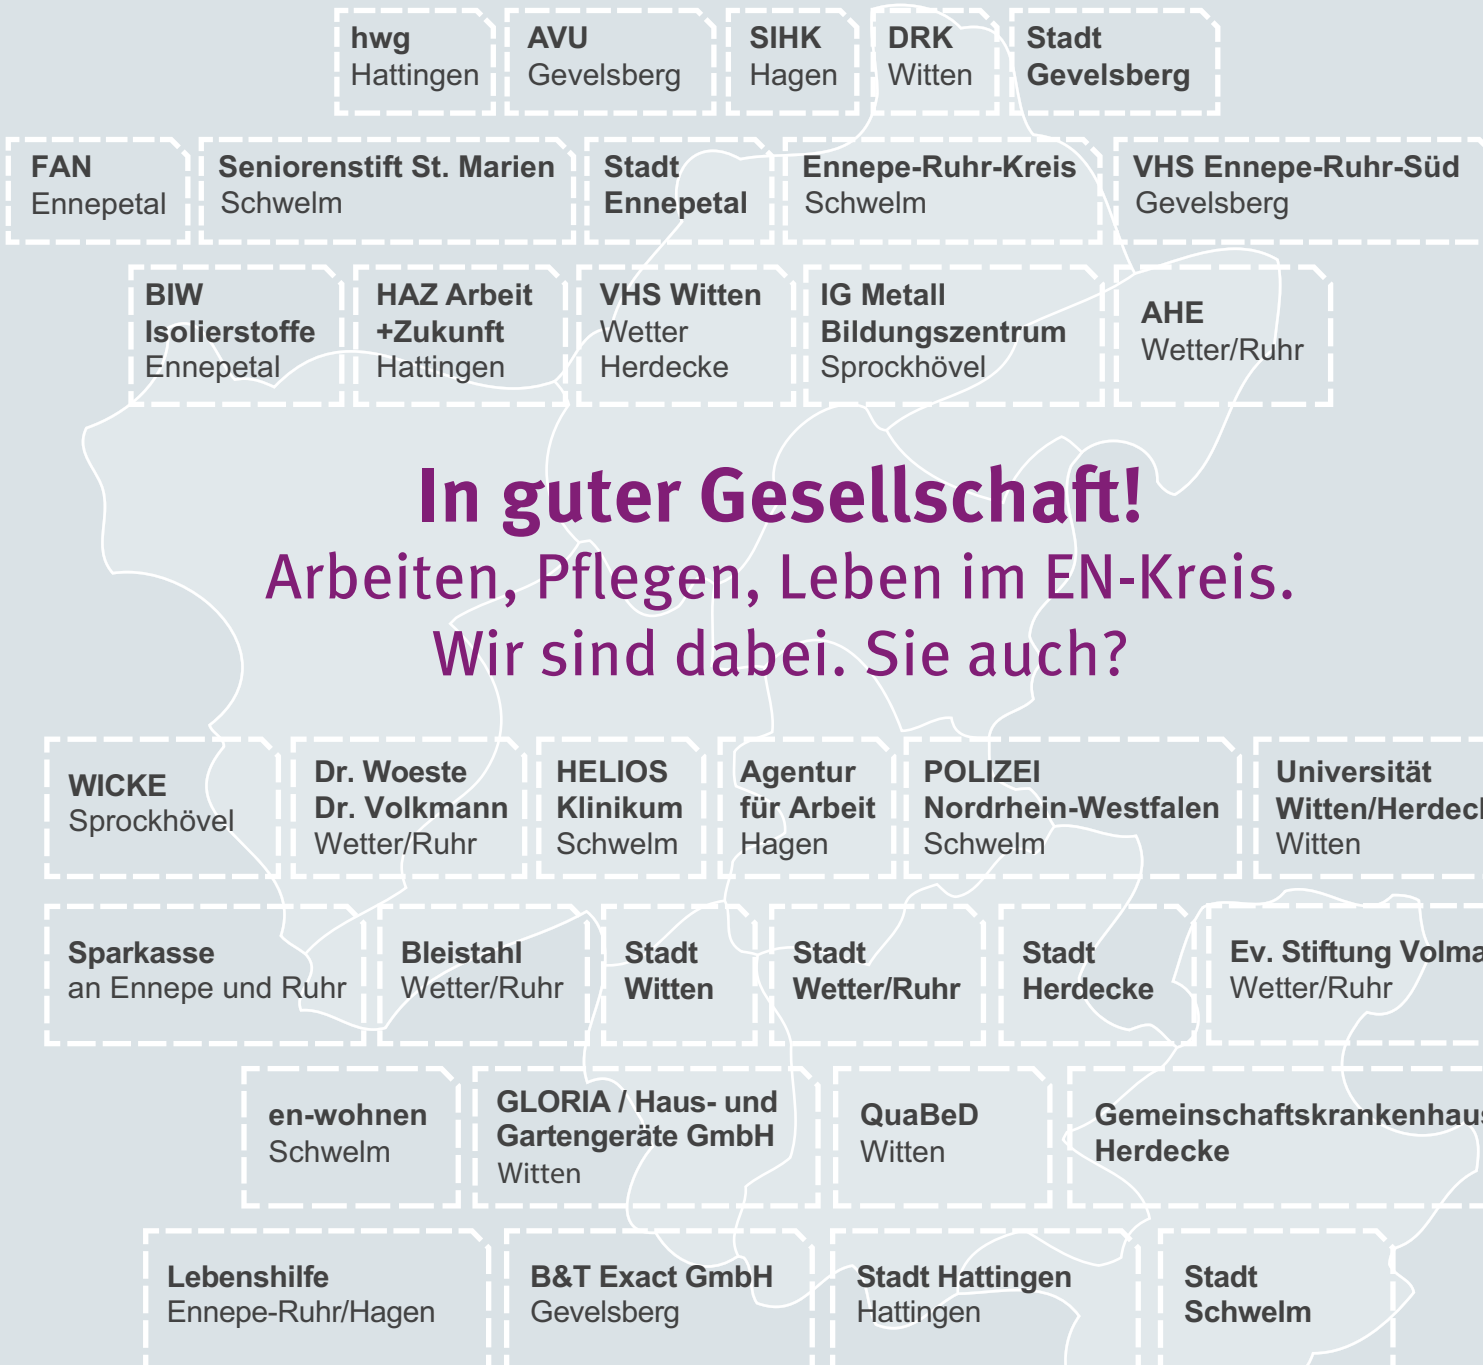 hwg
Hattingen
AVU
Gevelsberg
SIHK
Hagen
DRK
Witten
Stadt
Gevelsberg
FAN
Ennepetal
Seniorenstift St. Marien
Schwelm
Stadt
Ennepetal
Ennepe-Ruhr-Kreis
Schwelm
VHS Ennepe-Ruhr-Süd
Gevelsberg
BIW
Isolierstoffe
Ennepetal
HAZ Arbeit
+Zukunft
Hattingen
VHS Witten
Wetter
Herdecke
IG Metall
Bildungszentrum
Sprockhövel
AHE
Wetter/Ruhr
In guter Gesellschaft!
Arbeiten, Pflegen, Leben im EN-Kreis.
Wir sind dabei. Sie auch?
WICKE
Sprockhövel
Dr. Woeste
Dr. Volkmann
Wetter/Ruhr
HELIOS
Klinikum
Schwelm
Agentur
für Arbeit
Hagen
POLIZEI
Nordrhein-Westfalen
Schwelm
Universität
Witten/Herdeck
Witten
Sparkasse
an Ennepe und Ruhr
Bleistahl
Wetter/Ruhr
Stadt
Witten
Stadt
Wetter/Ruhr
Stadt
Herdecke
Ev. Stiftung Volma
Wetter/Ruhr
en-wohnen
Schwelm
GLORIA / Haus- und
Gartengeräte GmbH
Witten
QuaBeD
Witten
Gemeinschaftskrankenhaus
Herdecke
Lebenshilfe
Ennepe-Ruhr/Hagen
B&T Exact GmbH
Gevelsberg
Stadt Hattingen
Hattingen
Stadt
Schwelm